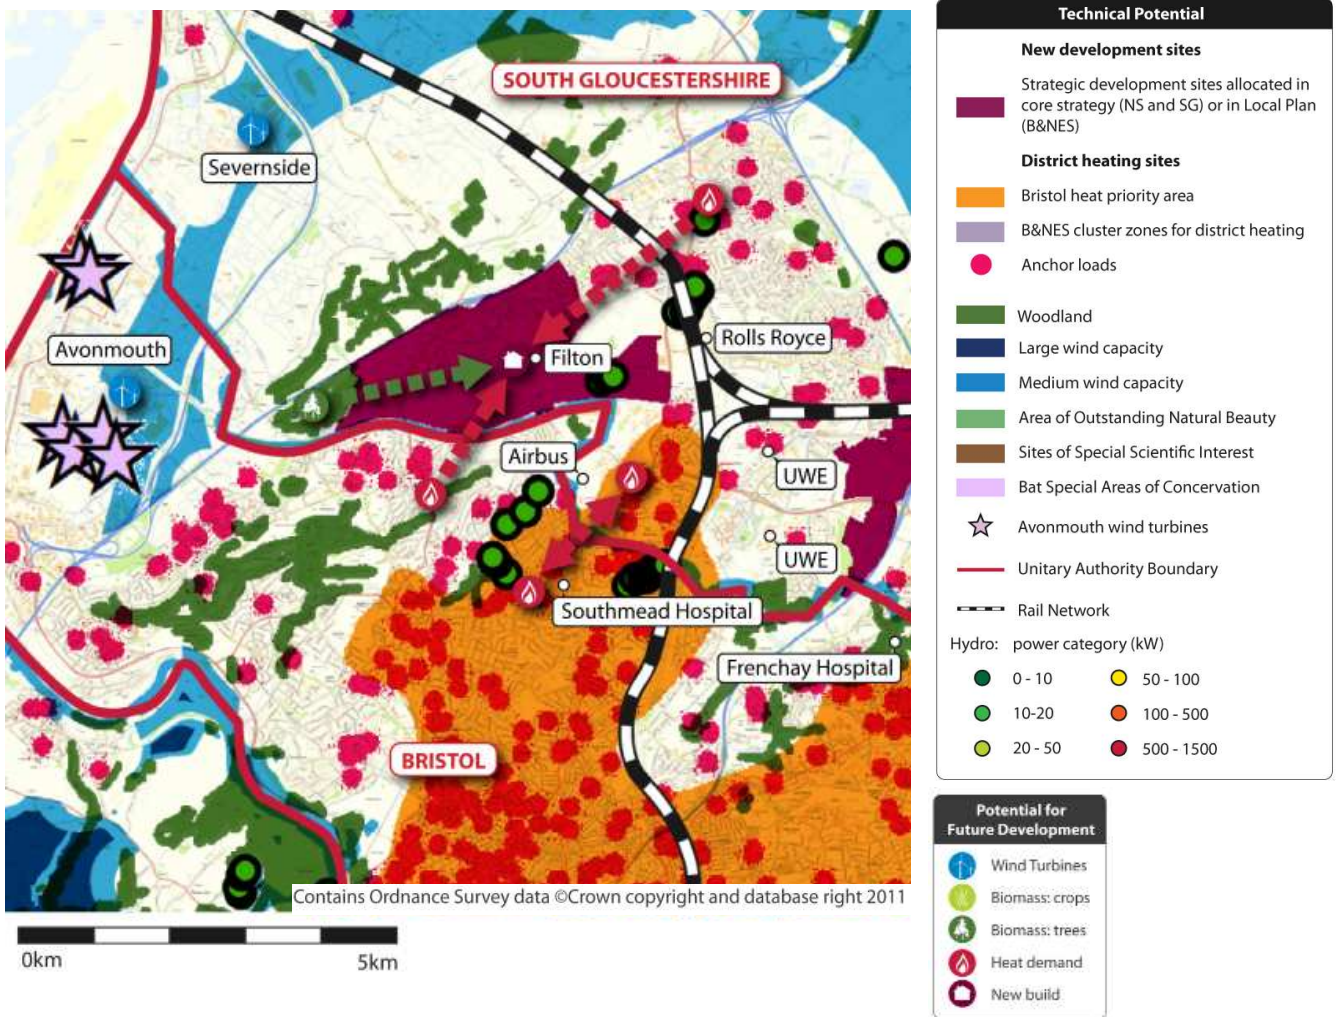 SOUTH GLOUCESTERSHIRE
Severnside
Avonmouth
Rolls Royce
Filton
Airbus
UWE
UWE
Southmead Hospital
Frenchay Hospital
BRISTOL
Contains Ordnance Survey data ©Crown copyright and database right 2011
0km
5km
Technical Potential
New development sites
Strategic development sites allocated in
core strategy (NS and SG) or in Local Plan
(B&NES)
District heating sites
Bristol heat priority area
B&NES cluster zones for district heating
Anchor loads
Woodland
Large wind capacity
Medium wind capacity
Area of Outstanding Natural Beauty
Sites of Special Scientific Interest
Bat Special Areas of Concervation
Avonmouth wind turbines
Unitary Authority Boundary
Rail Network
Hydro: power category (kW)
0 - 10 50 - 100
10-20 100 - 500
20 - 50 500 - 1500
Potential for
Future Development
Wind Turbines
Biomass: crops
Biomass: trees
Heat demand
New build